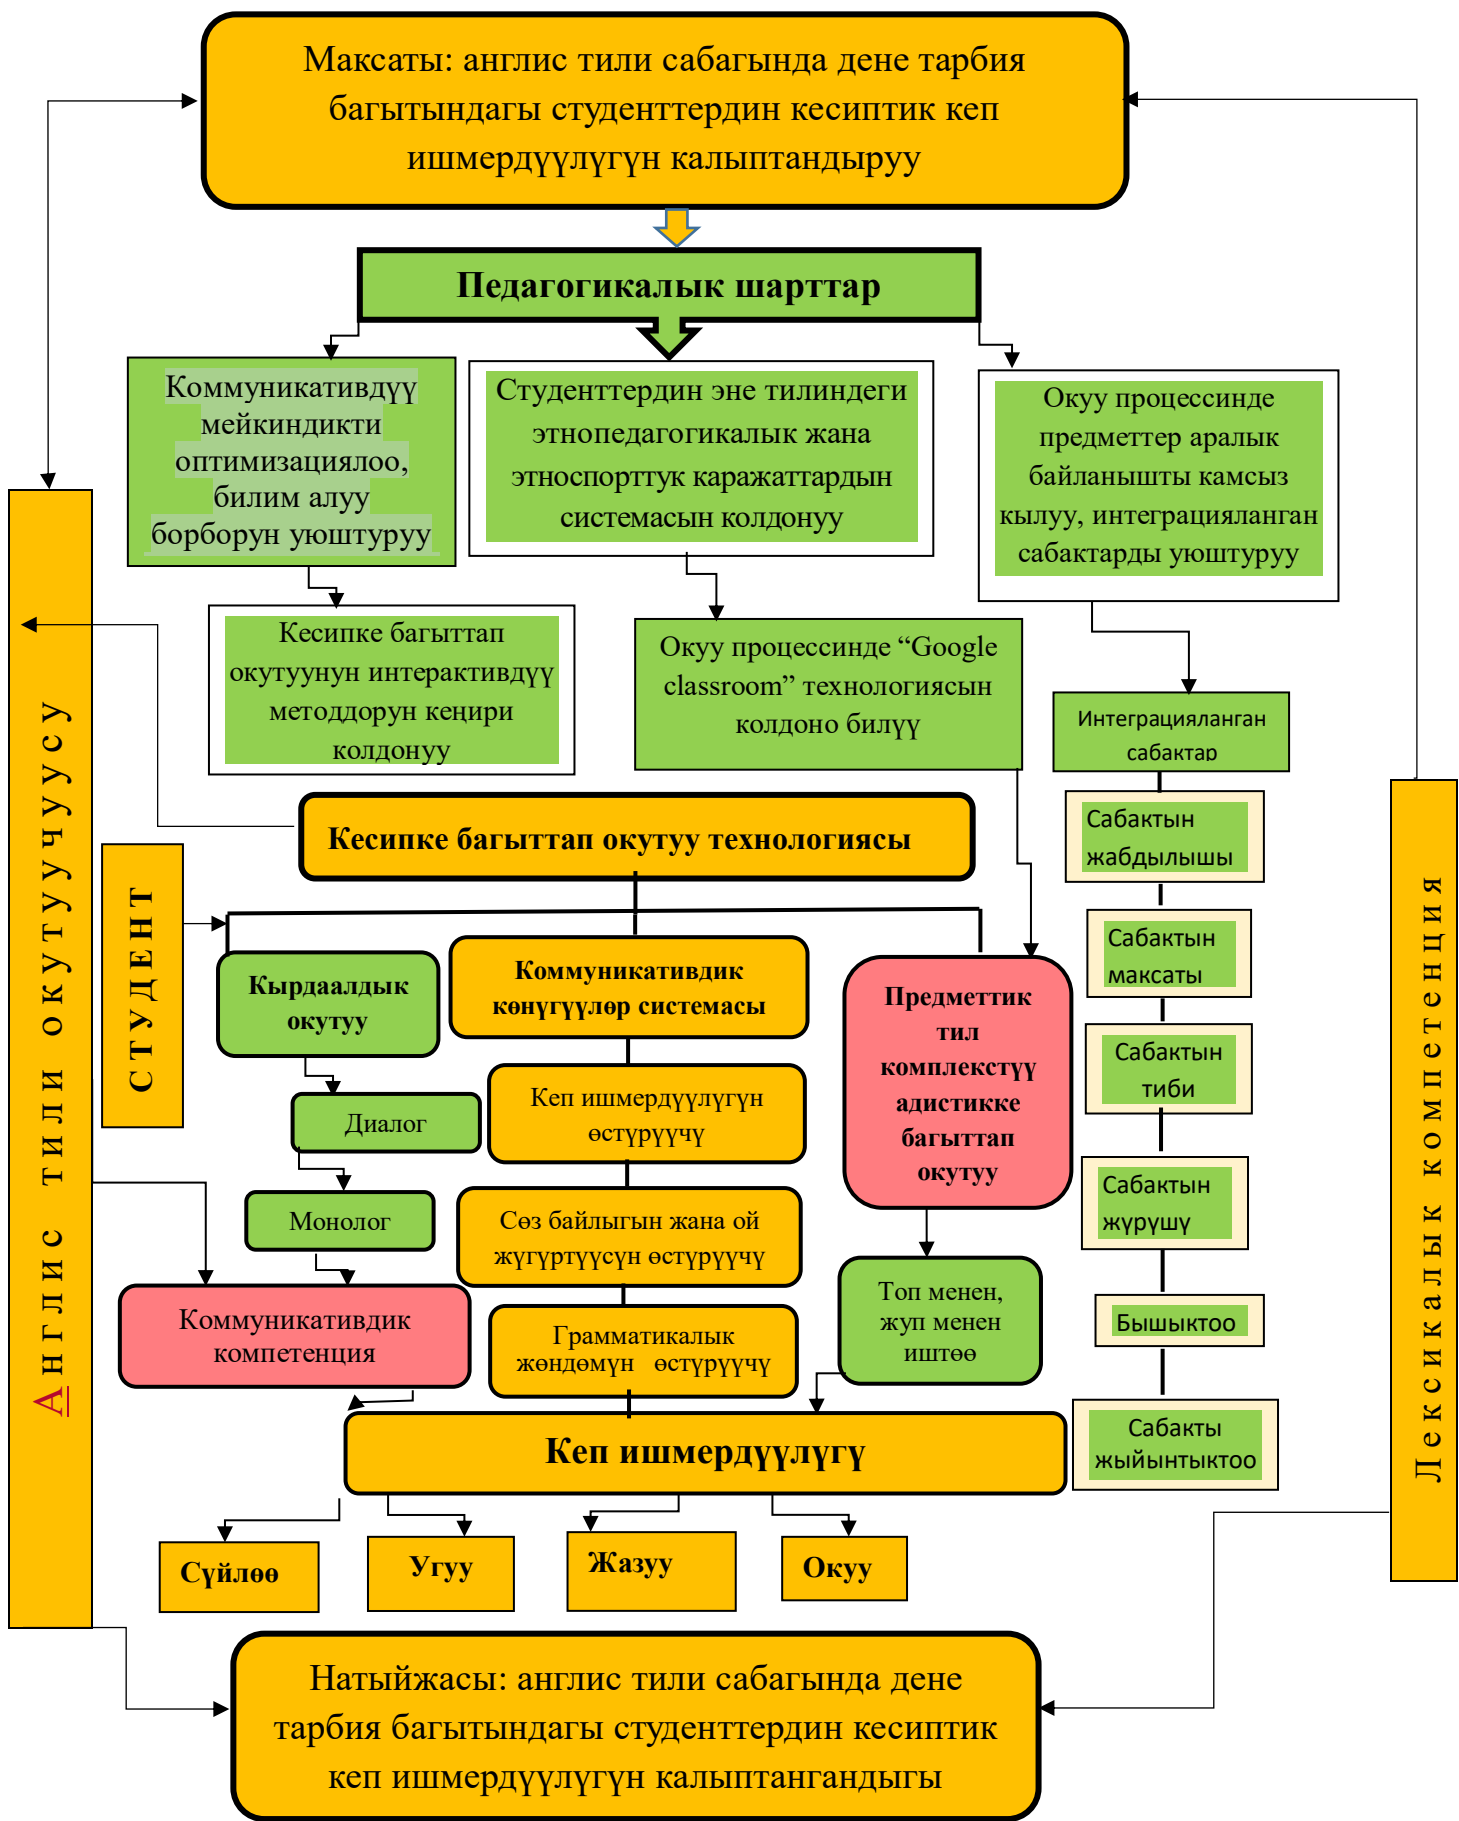 Максаты: англис тили сабагында дене тарбия
багытындагы студенттердин кесиптик кеп
ишмердүүлүгүн калыптандыруу
Педагогикалык шарттар
Коммуникативдүү
мейкиндикти
оптимизациялоо,
билим алуу
борборун уюштуруу
Студенттердин эне тилиндеги
этнопедагогикалык жана
этноспорттук каражаттардын
системасын колдонуу
Окуу процессинде
предметтер аралык
байланышты камсыз
кылуу, интеграцияланган
сабактарды уюштуруу
Кесипке багыттап
окутуунун интерактивдүү
методдорун кеңири
колдонуу
Окуу процессинде “Google
classroom” технологиясын
колдоно билүү
Интеграцияланган
сабактар
Англис тили окутуучуусу
СТУДЕНТ
Лексикалык компетенция
Кесипке багыттап окутуу технологиясы
Кырдаалдык
окутуу
Диалог
Монолог
Коммуникативдик
компетенция
Коммуникативдик
көнүгүүлөр системасы
Кеп ишмердүүлүгүн
өстүрүүчү
Сөз байлыгын жана ой
жүгүртүүсүн өстүрүүчү
Грамматикалык
жөндөмүн өстүрүүчү
Предметтик
тил
комплекстүү
адистикке
багыттап
окутуу
Топ менен,
жуп менен
иштөө
Сабактын
жабдылышы
Сабактын
максаты
Сабактын
тиби
Сабактын
жүрүшү
Бышыктоо
Сабакты
жыйынтыктоо
Кеп ишмердүүлүгү
Сүйлөө
Угуу
Жазуу
Окуу
Натыйжасы: англис тили сабагында дене
тарбия багытындагы студенттердин кесиптик
кеп ишмердүүлүгүн калыптангандыгы